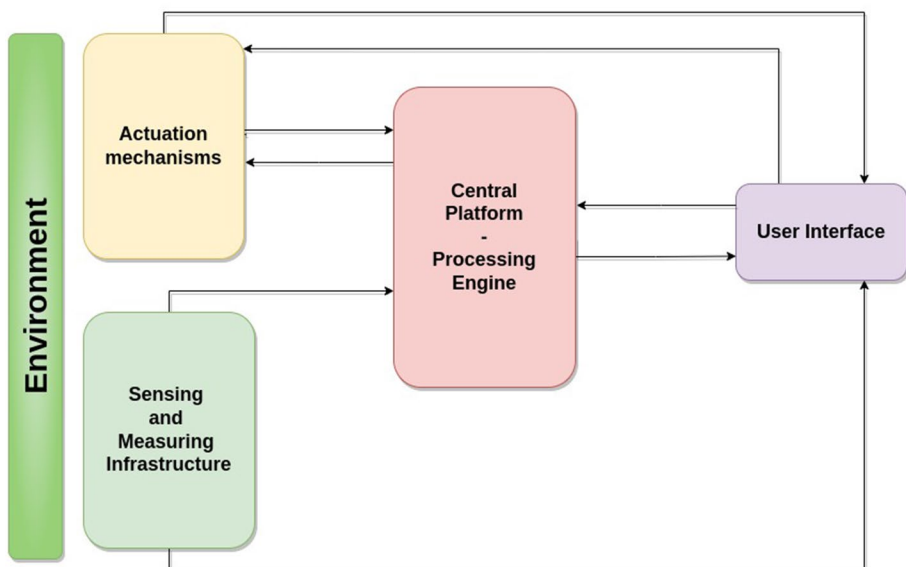 Environment
Actuation
mechanisms
Central
Platform
-
Processing
Engine
User Interface
Sensing
and
Measuring
Infrastructure